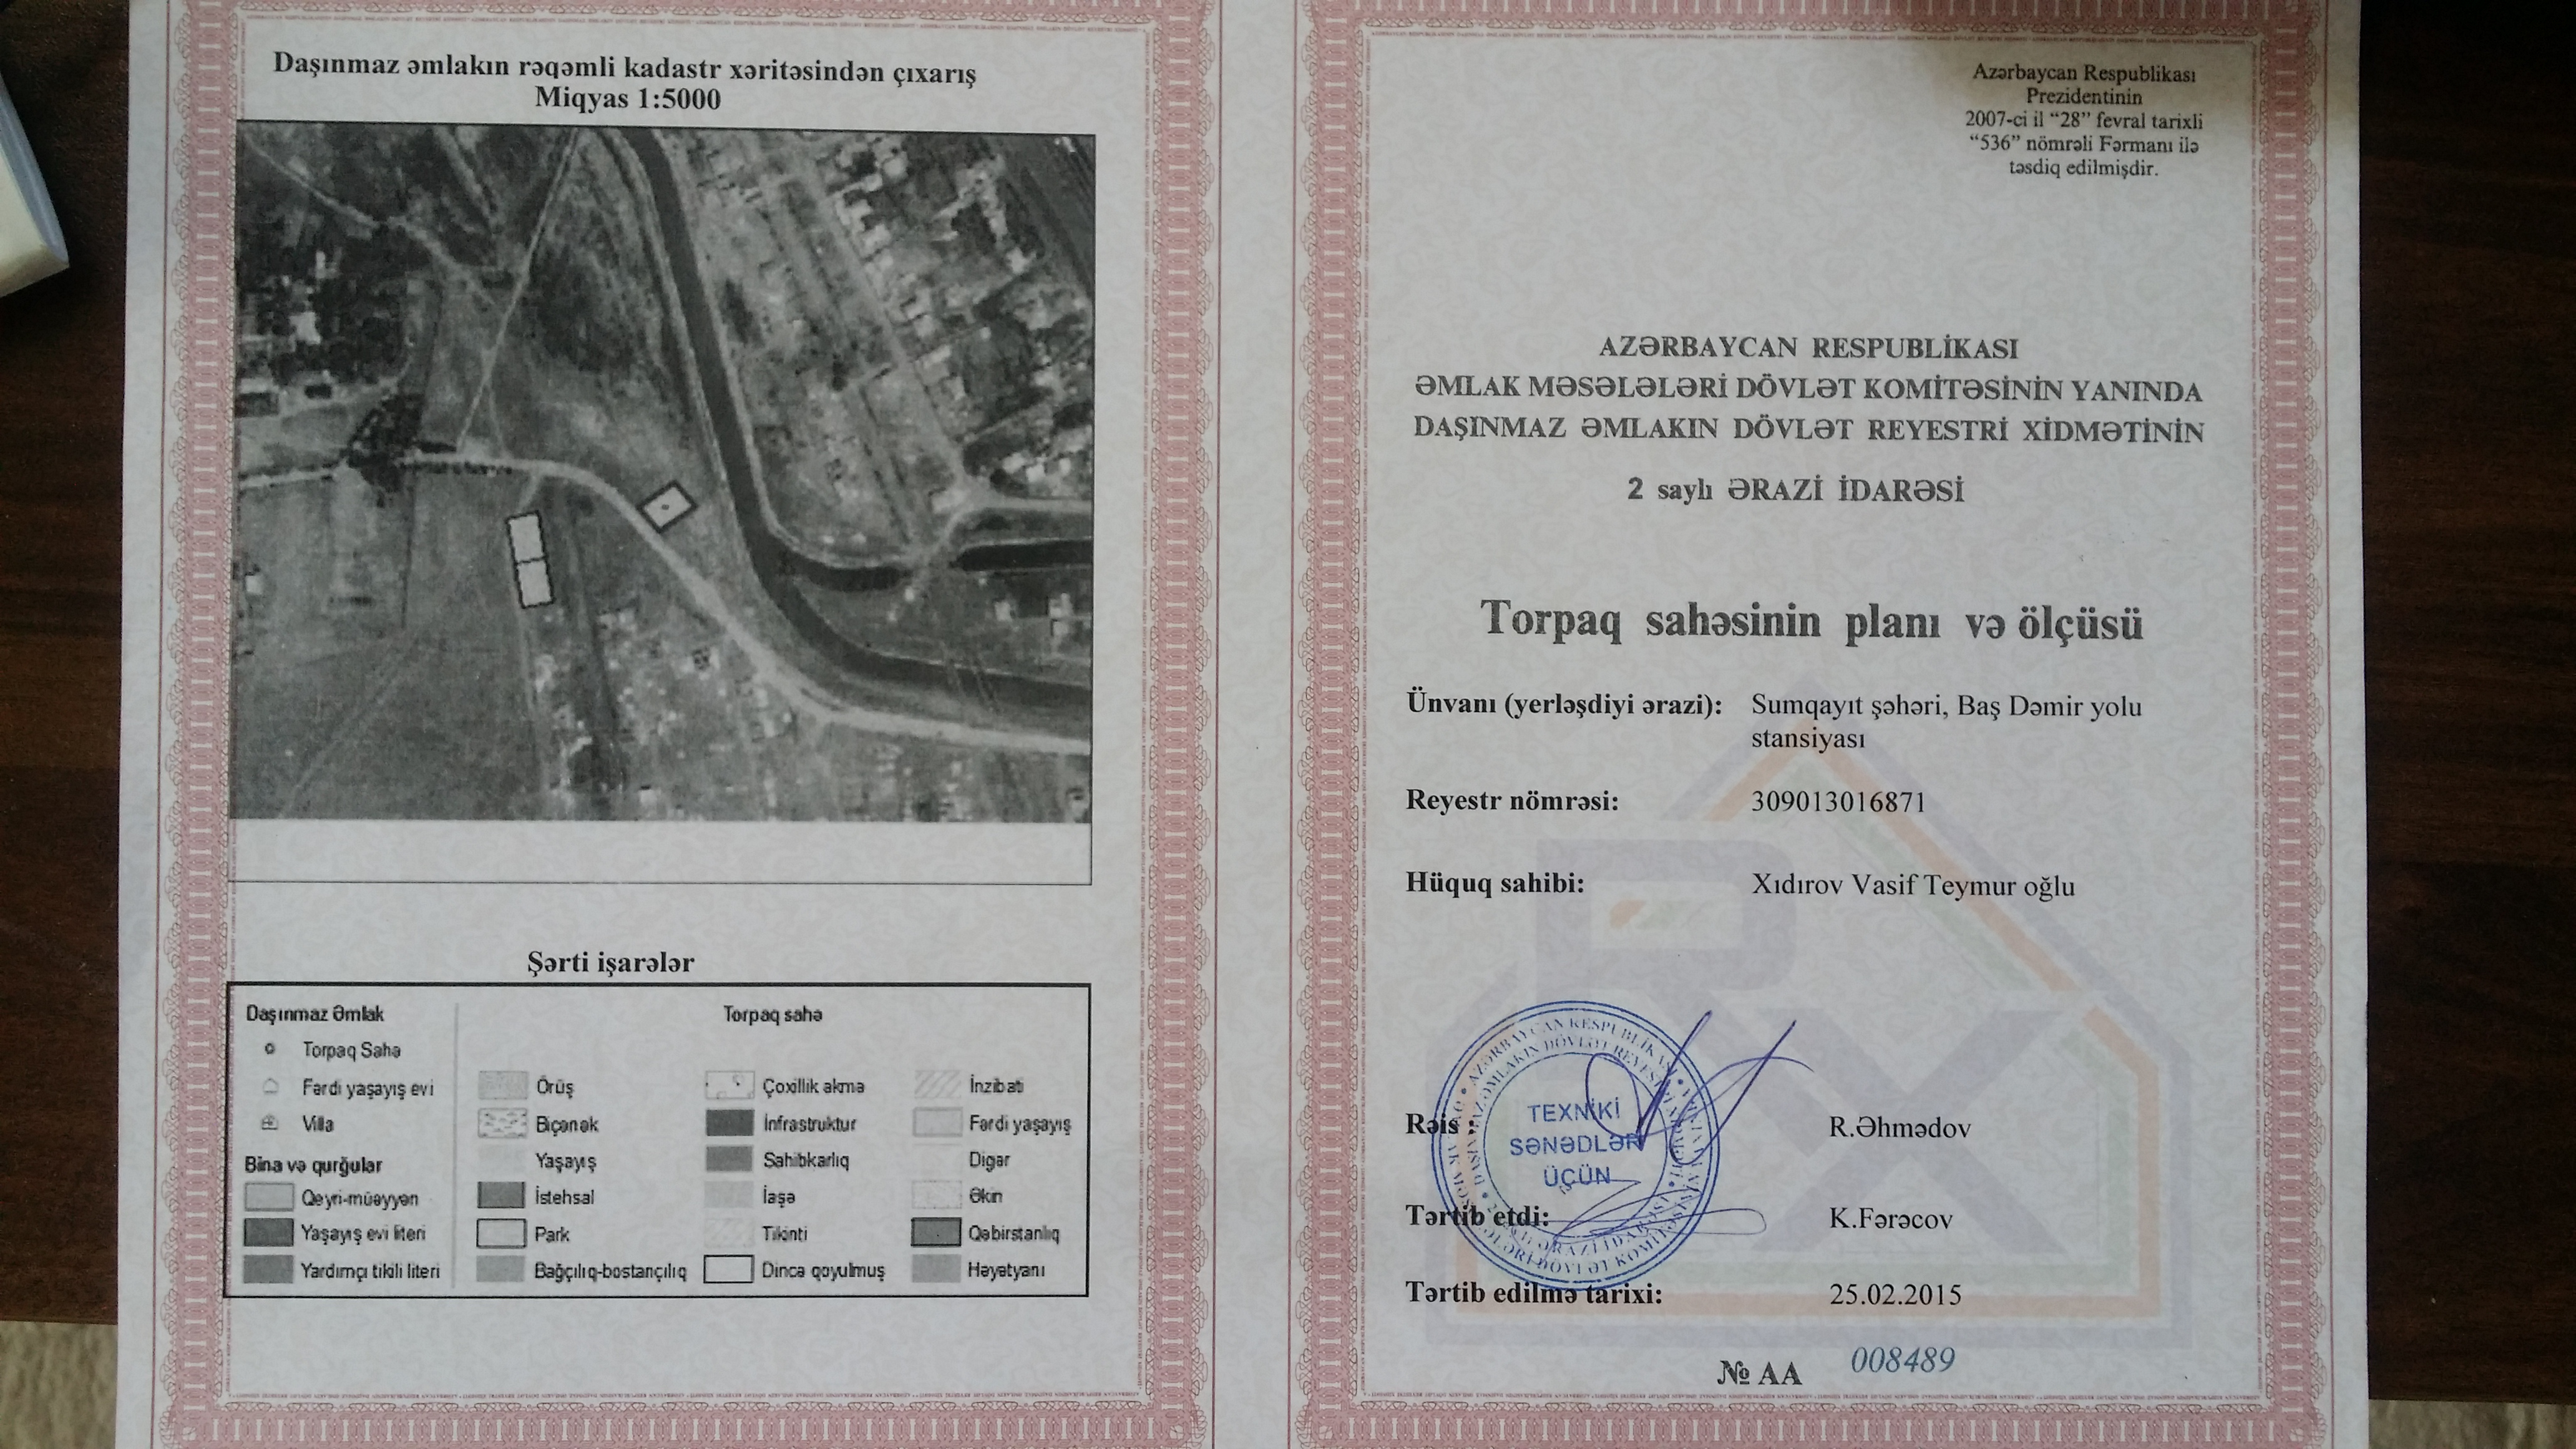 Daşınmaz əmlakın rəqəmli kadastr xəritəsindən çıxarış
Miqyas 1:5000
Şərti işarələr
Daşınmaz Əmlak
Torpaq Sahə
Fərdi yaşayış evi
Villa
Bina və qurğular
Qeyri-müəyyən
Yaşayış evi literi
Yardımçı tikili literi
Torpaq sahə
Örüş
Biçənək
Yaşayış
İstehsal
Park
Bağçılıq-bostançılıq
Çoxillik əkmə
İnfrastruktur
Sahibkarlıq
İaşə
Tikinti
Dincə qoyulmuş
İnzibati
Fərdi yaşayış
Digər
Əkin
Qəbirstanlıq
Həyətyanı
Azərbaycan Respublikası
Prezidentinin
2007-ci il “28” fevral tarixli
“536” nömrəli Fərmanı ilə
təsdiq edilmişdir.
AZƏRBAYCAN RESPUBLİKASI
ƏMLAK MƏSƏLƏLƏRİ DÖVLƏT KOMİTƏSİNİN YANINDA
DAŞINMAZ ƏMLAKIN DÖVLƏT REYESTRİ XİDMƏTİNİN
2 saylı ƏRAZİ İDARƏSİ
Torpaq sahəsinin planı və ölçüsü
Ünvanı (yerləşdiyi ərazi): Sumqayıt şəhəri, Baş Dəmir yolu
stansiyası
Reyestr nömrəsi: 309013016871
Hüquq sahibi: Xıdırov Vasif Teymur oğlu
Rəis : R.Əhmədov
TEXNİKİ
SƏNƏDLƏR
ÜÇÜN
Tərtib etdi: K.Fərəcov
Tərtib edilmə tarixi: 25.02.2015
№ AA 008489